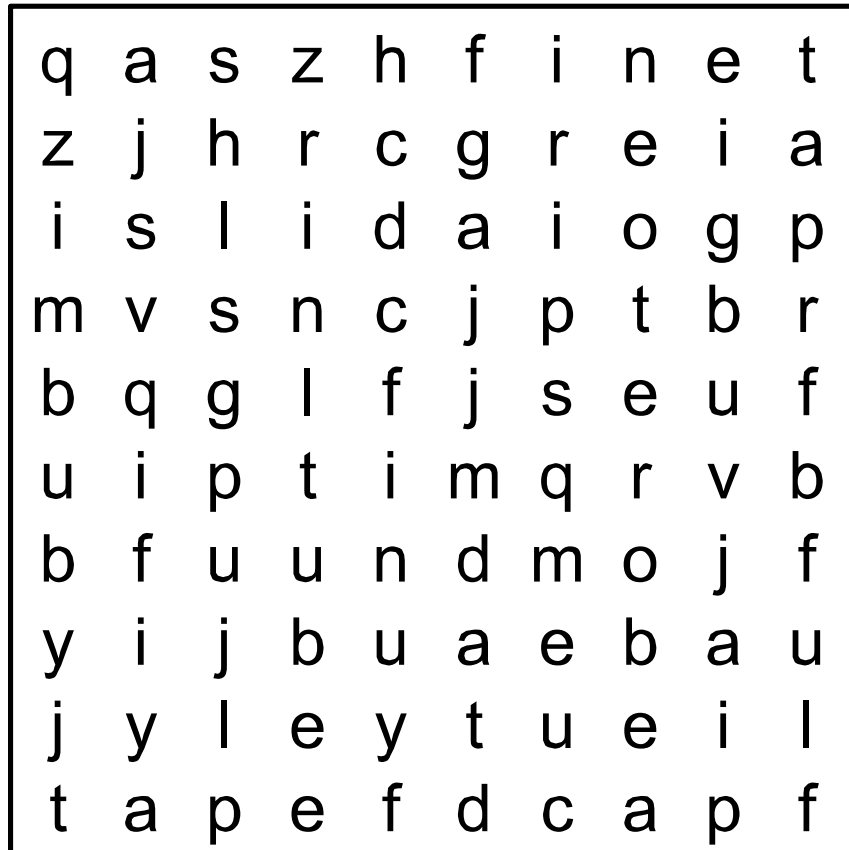 q a s z h f i n e t
z j h r c g r e i a
i s l i d a i o g p
m v s n c j p t b r
b q g l f j s e u f
u i p t i m q r v b
b f u u n d m o j f
y i j b u a e b a u
j y l e y t u e i l
t a p e f d c a p f